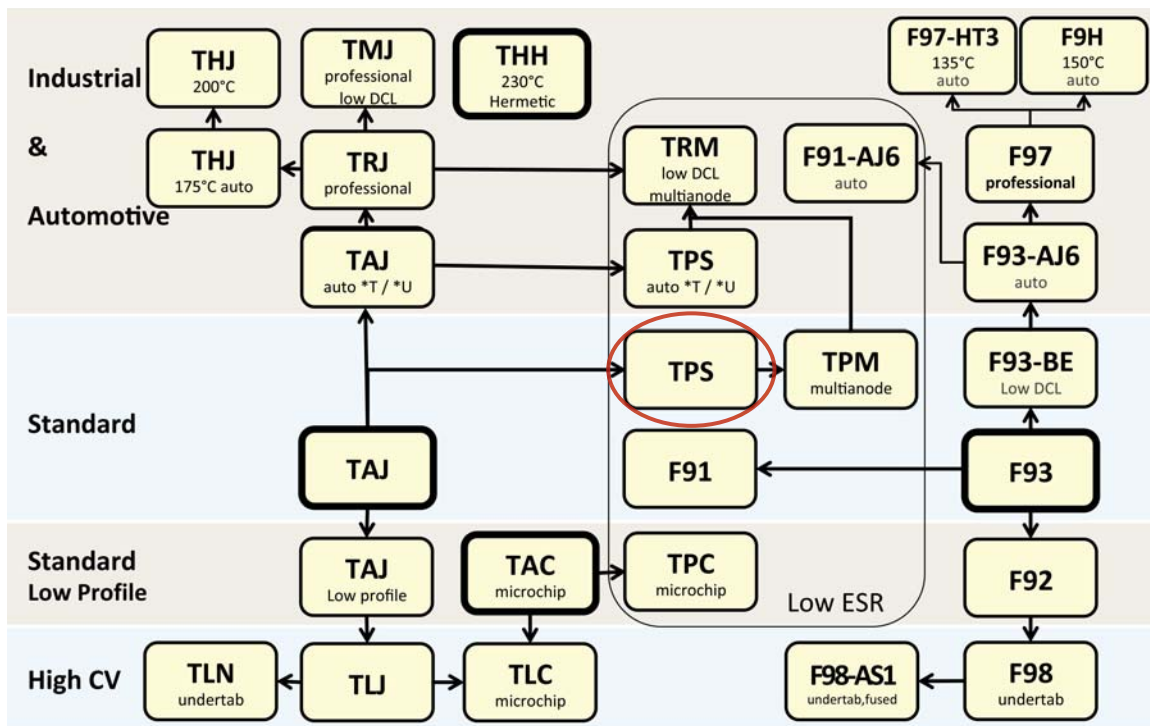 Industrial
&
Automotive
THJ
200°C
TMJ
professional
low DCL
THH
230°C
Hermetic
F97-HT3
135°C
auto
F9H
150°C
auto
THJ
175°C auto
TRJ
professional
TRM
low DCL
multianode
F91-AJ6
auto
F97
professional
TAJ
auto *T / *U
TPS
auto *T / *U
F93-AJ6
auto
Standard
TPS
TPM
multianode
F93-BE
Low DCL
TAJ
F91
F93
Standard
Low Profile
TAJ
Low profile
TAC
microchip
TPC
microchip
Low ESR
F92
High CV
TLN
undertab
TLJ
TLC
microchip
F98-AS1
undertab,fused
F98
undertab